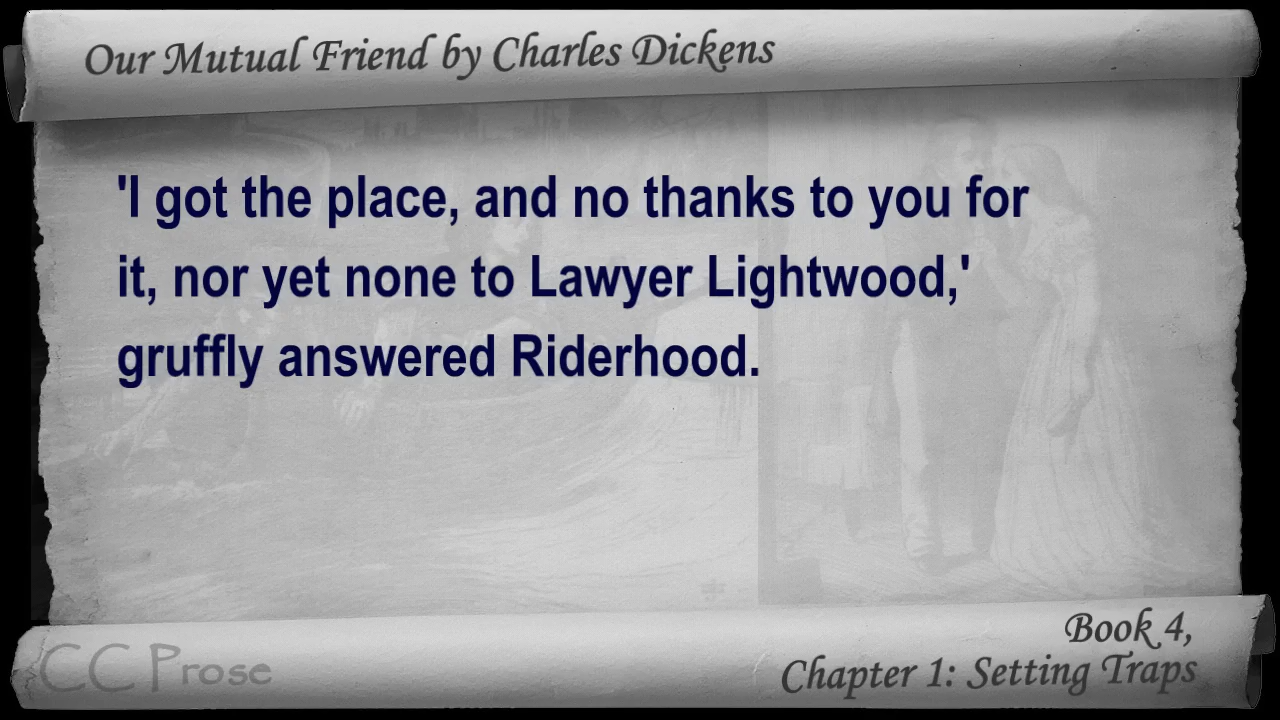 Our Mutual Friend by Charles Dickens
'I got the place, and no thanks to you for
it, nor yet none to Lawyer Lightwood,'
gruffly answered Riderhood.
Book 4,
Chapter 1: Setting Traps
CC Prose